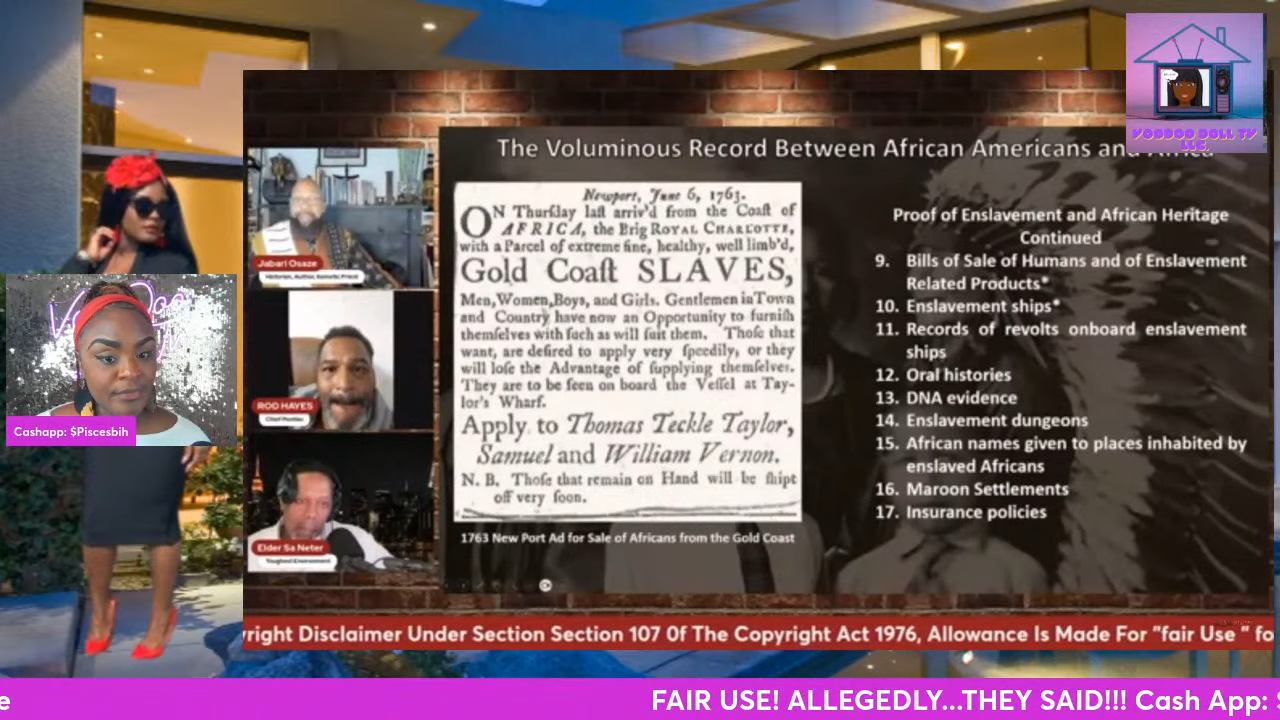 VOODOO DOLL TV
LLC.
The Voluminous Record Between African Americans and Africa
Newport, June 6, 1763.
ON Thurſday laſt arriv'd from the Coaſt of
AFRICA, the Brig ROYAL CHARLOTTE,
with a Parcel of extreme fine, healthy, well limb'd,
Gold Coaſt SLAVES,
Men, Women, Boys, and Girls. Gentlemen in Town
and Country have now an Opportunity to furniſh
themſelves with ſuch as will ſuit them. Thoſe that
want, are deſired to apply very ſpeedily, or they
will loſe the Advantage of ſupplying themſelves.
They are to be ſeen on board the Veſſel at Tay-
lor's Wharf.
Apply to Thomas Teckle Taylor,
Samuel and William Vernon.
N. B. Thoſe that remain on Hand will be ſhipt
off very ſoon.
1763 New Port Ad for Sale of Africans from the Gold Coast
Proof of Enslavement and African Heritage
Continued
9. Bills of Sale of Humans and of Enslavement
Related Products*
10. Enslavement ships*
11. Records of revolts onboard enslavement
ships
12. Oral histories
13. DNA evidence
14. Enslavement dungeons
15. African names given to places inhabited by
enslaved Africans
16. Maroon Settlements
17. Insurance policies
Jabari Osaze
Historian, Author, Kemetic Priest
ROD HAYES
Elder Sa Neter
Cashapp: $Piscesbih
yright Disclaimer Under Section Section 107 0f The Copyright Act 1976, Allowance Is Made For "fair Use " fo
e FAIR USE! ALLEGEDLY...THEY SAID!!! Cash App: $